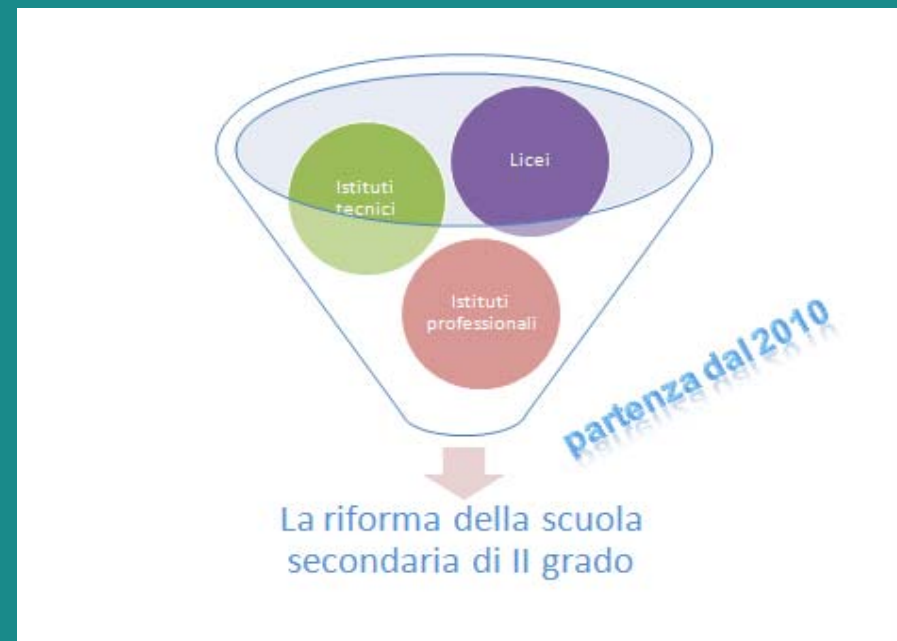 Licei
Istituti
tecnici
Istituti
professionali
partenza dal 2010
La riforma della scuola
secondaria di II grado